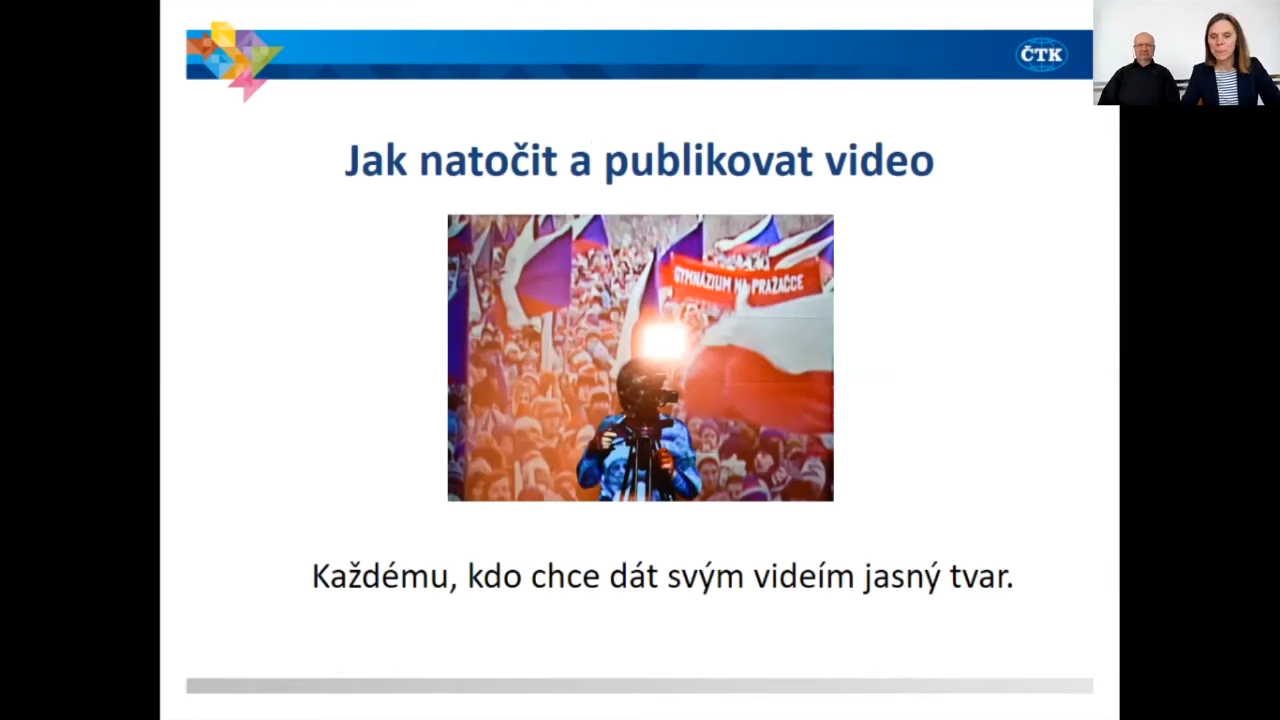 ČTK
Jak natočit a publikovat video
GYMNÁZIUM NA PRAŽAČCE
Každému, kdo chce dát svým videím jasný tvar.